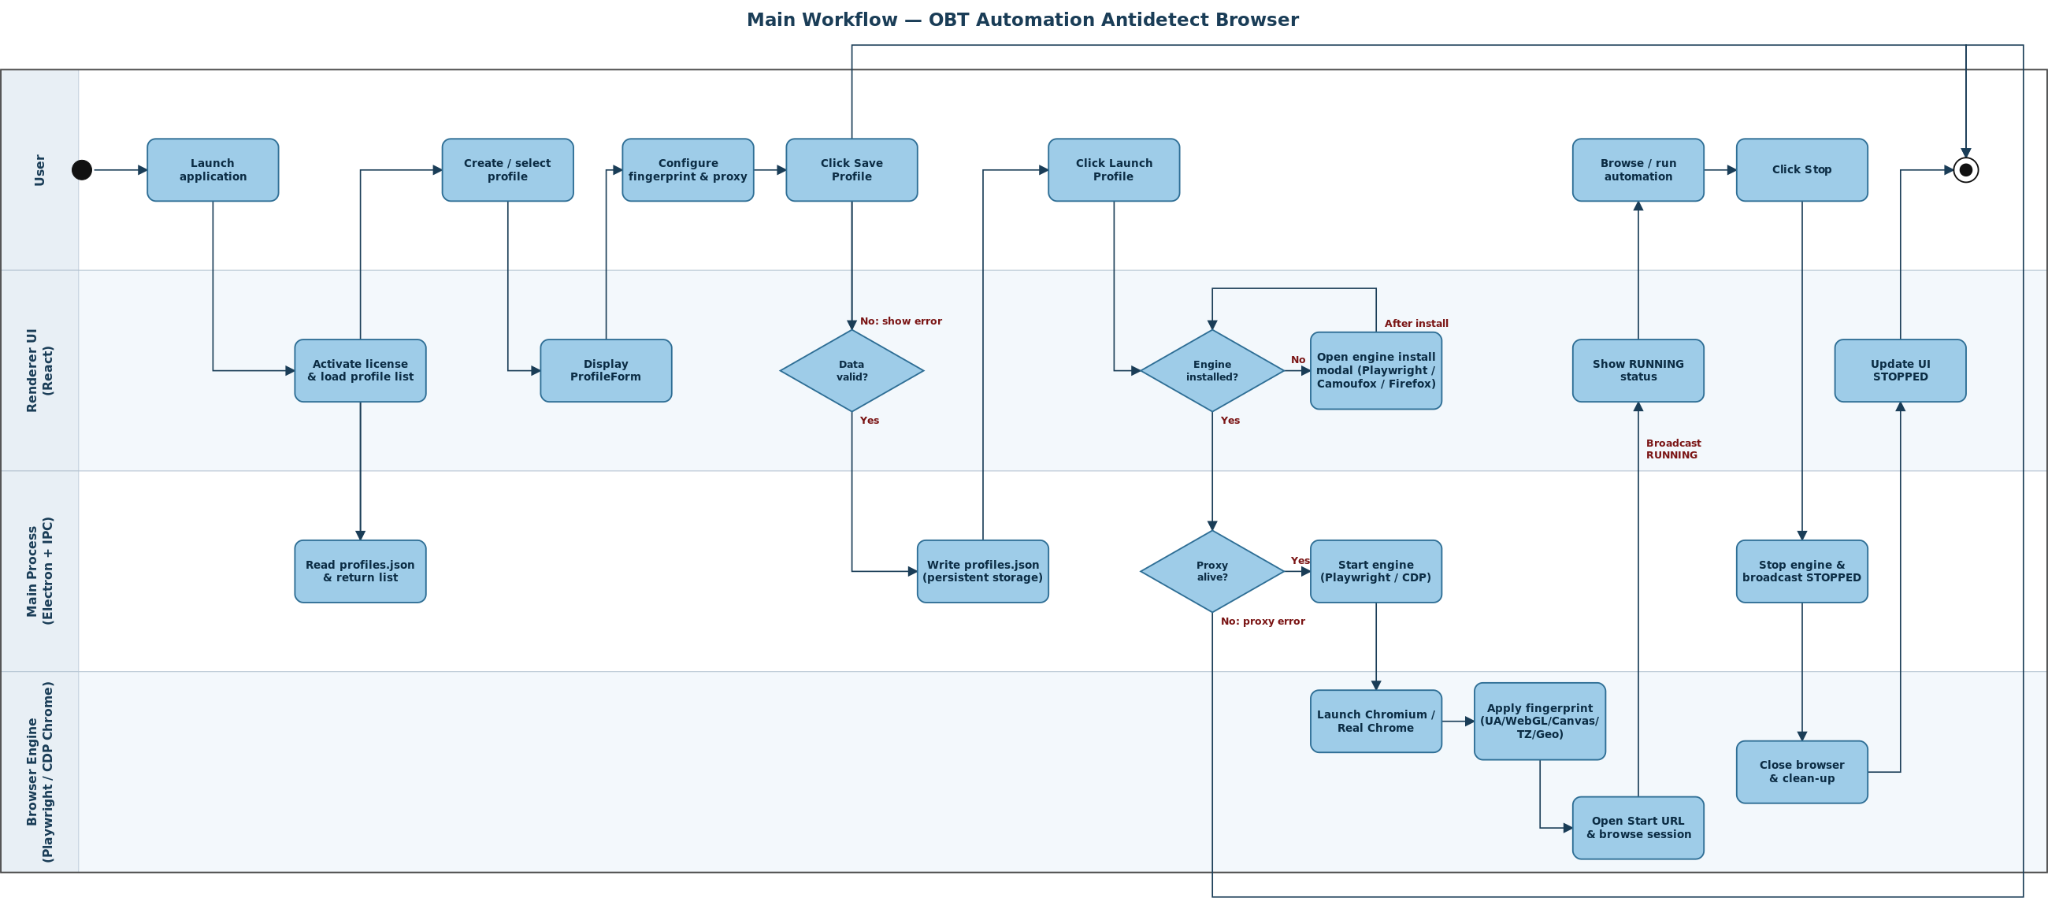 Main Workflow — OBT Automation Antidetect Browser
User
Launch
application
Create / select
profile
Configure
fingerprint & proxy
Click Save
Profile
Click Launch
Profile
Browse / run
automation
Click Stop
Renderer UI
(React)
Activate license
& load profile list
Display
ProfileForm
No: show error
Data
valid?
Yes
Engine
installed?
No
Yes
After install
Open engine install
modal (Playwright /
Camoufox / Firefox)
Show RUNNING
status
Broadcast
RUNNING
Update UI
STOPPED
Main Process
(Electron + IPC)
Read profiles.json
& return list
Write profiles.json
(persistent storage)
Proxy
alive?
Yes
No: proxy error
Start engine
(Playwright / CDP)
Stop engine &
broadcast STOPPED
Browser Engine
(Playwright / CDP Chrome)
Launch Chromium /
Real Chrome
Apply fingerprint
(UA/WebGL/Canvas/
TZ/Geo)
Open Start URL
& browse session
Close browser
& clean-up